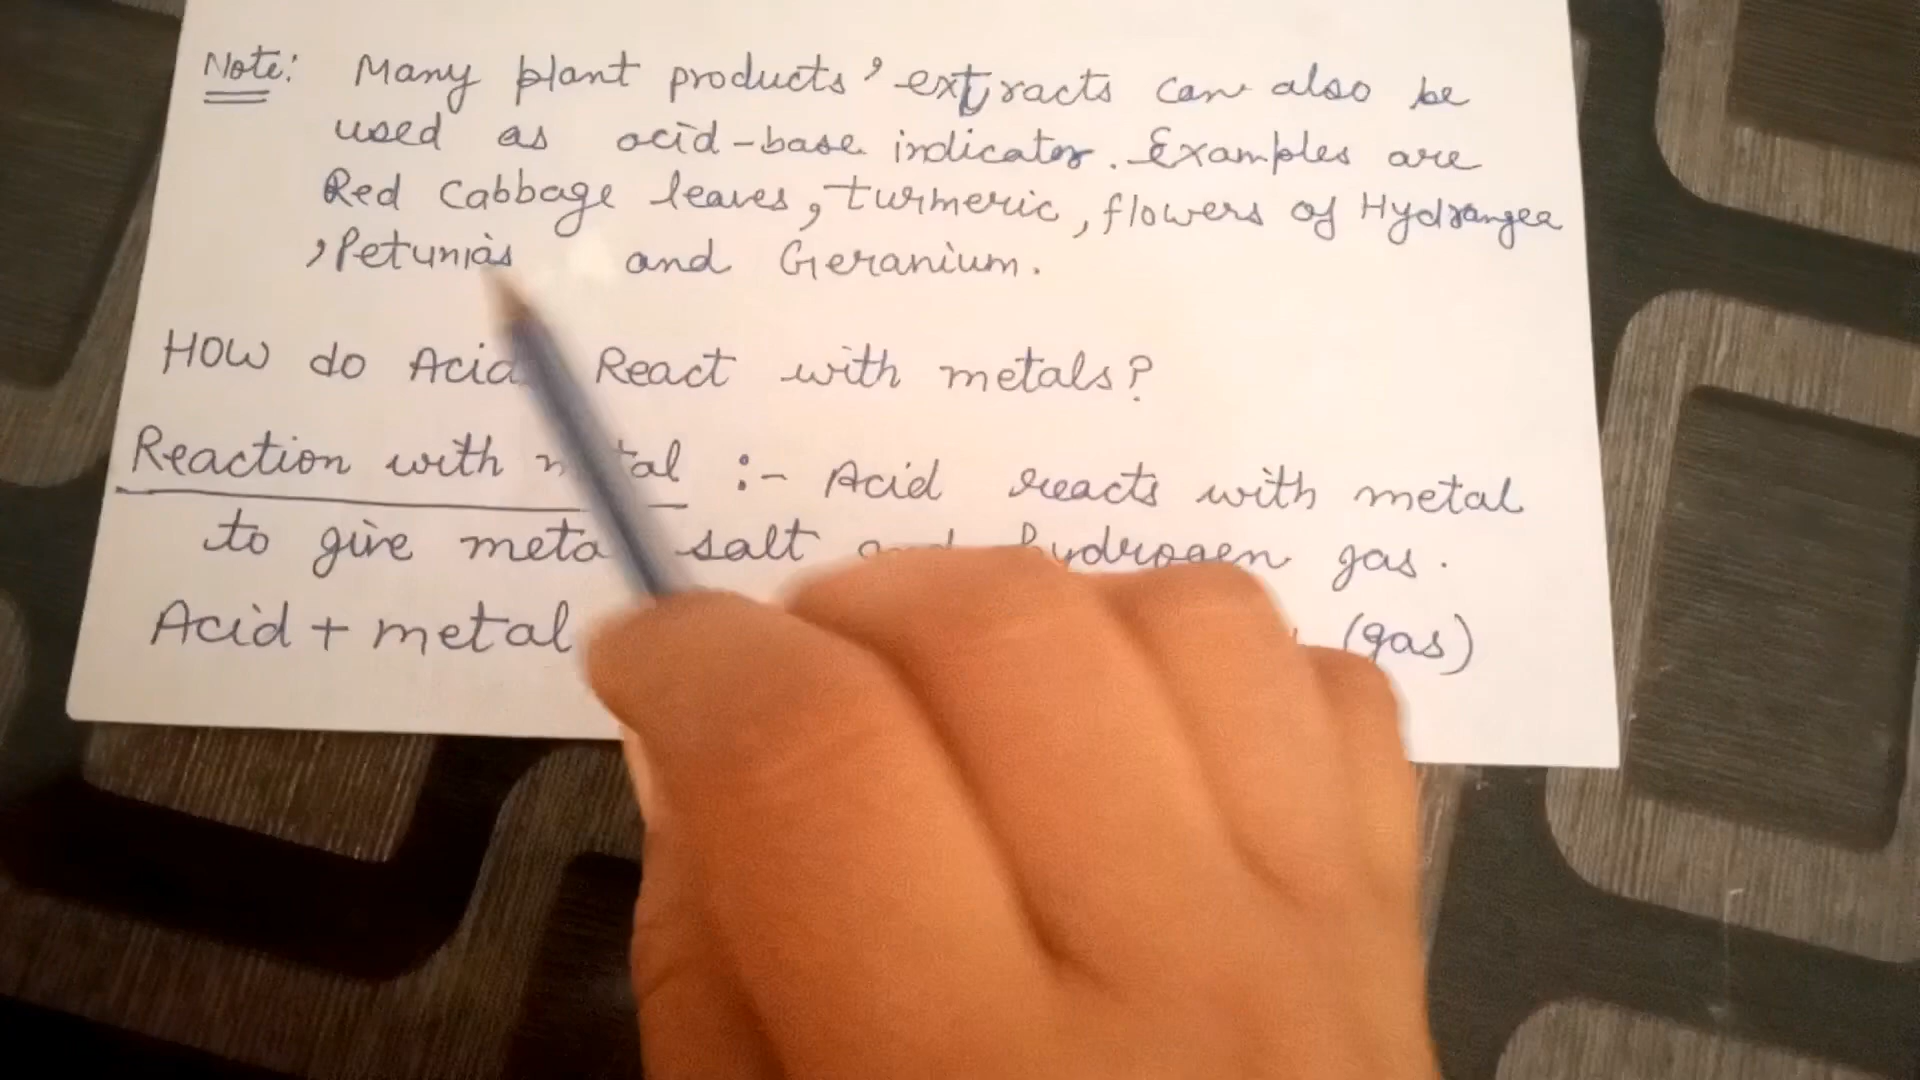 Note: Many plant products' extracts can also be
used as acid-base indicator. Examples are
Red Cabbage leaves, turmeric, flowers of Hydrangea
, Petunias and Geranium.
How do Acid React with metals?
Reaction with :- Acid reacts with metal
to give salt hydrogen gas.
Acid + metal (gas)